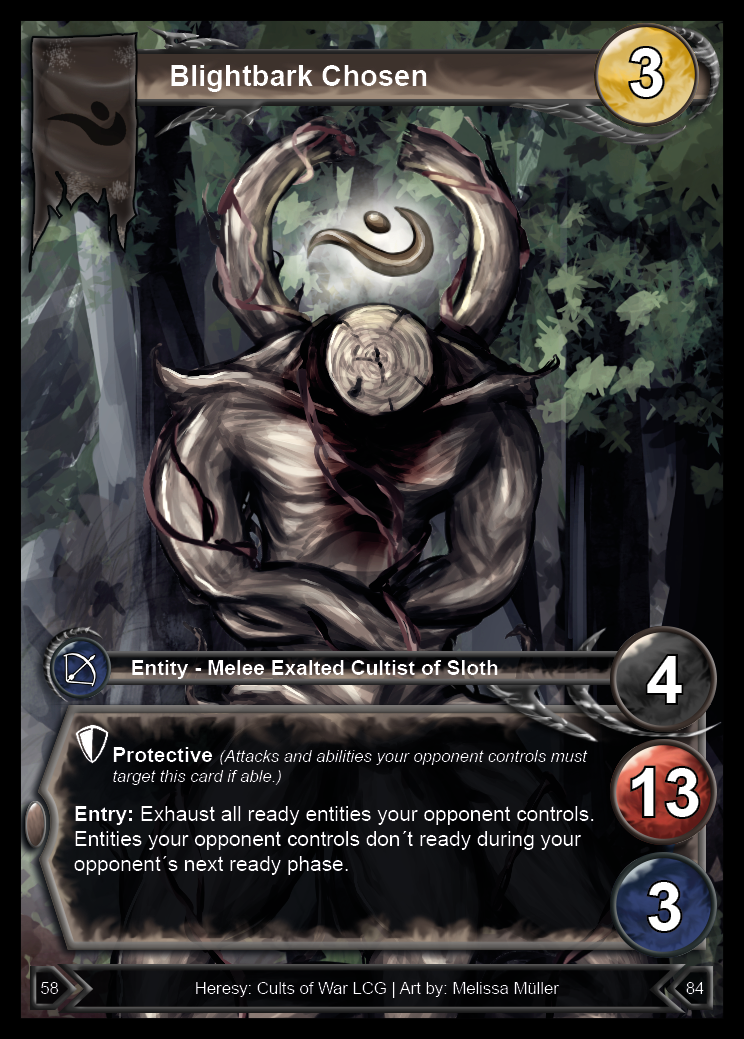 Blightbark Chosen
3
Entity - Melee Exalted Cultist of Sloth
4
Protective (Attacks and abilities your opponent controls must
target this card if able.)
13
Entry: Exhaust all ready entities your opponent controls.
Entities your opponent controls don´t ready during your
opponent´s next ready phase.
3
58
Heresy: Cults of War LCG | Art by: Melissa Müller
84